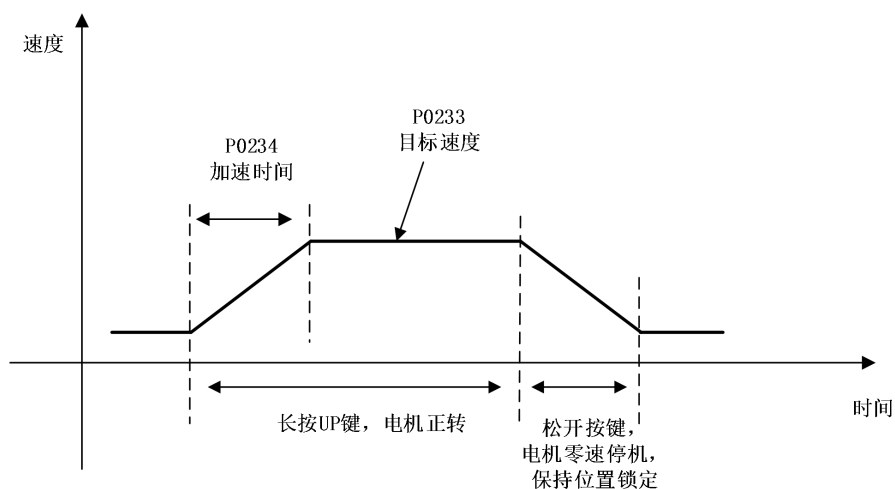 速度
P0233
目标速度
P0234
加速时间
时间
长按UP键，电机正转
松开按键，
电机零速停机，
保持位置锁定